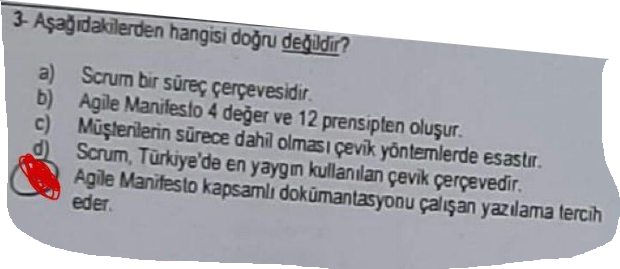 3- Aşağıdakilerden hangisi doğru değildir?
a) Scrum bir süreç çerçevesidir.
b) Agile Manifesto 4 değer ve 12 prensipten oluşur.
c) Müşterilerin sürece dahil olması çevik yöntemlerde esastır.
d) Scrum, Türkiye'de en yaygın kullanılan çevik çerçevedir.
Agile Manifesto kapsamlı dokümantasyonu çalışan yazılama tercih
eder.